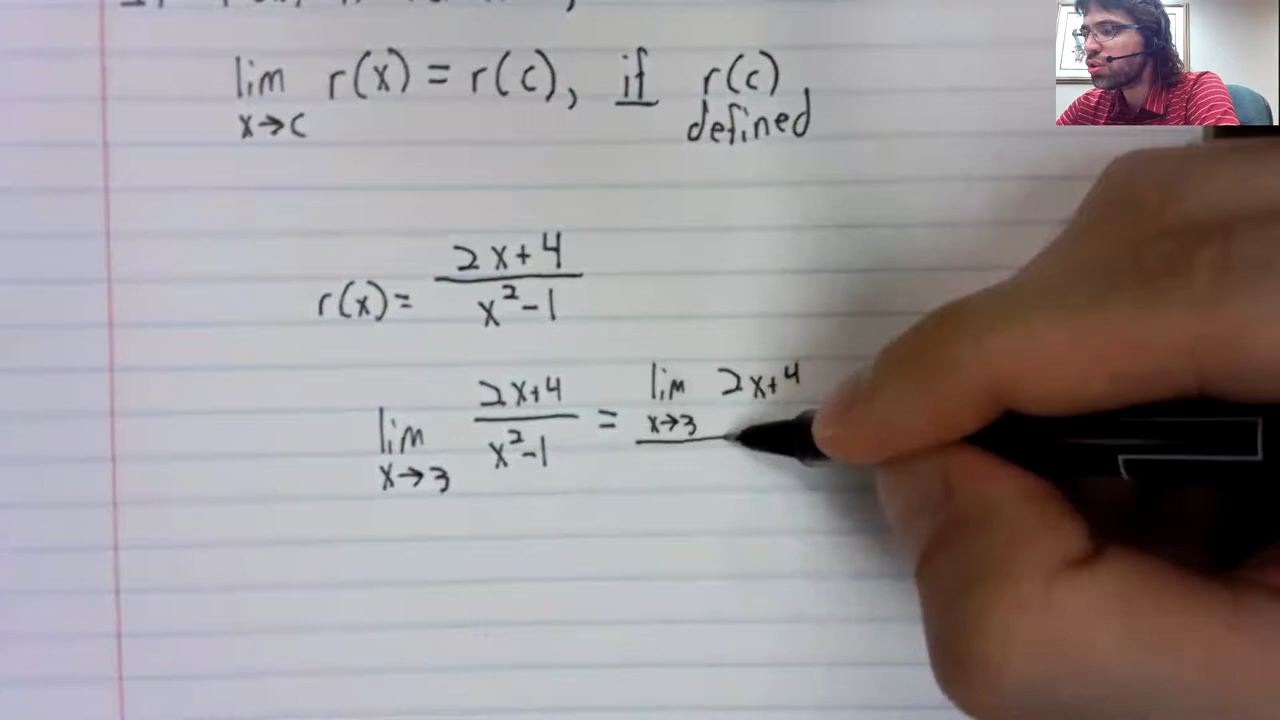 lim r(x) = r(c), if r(c)
x→c defined
r(x) = 2x+4
x²-1
lim 2x+4 = lim 2x+4
x→3 x²-1 x→3